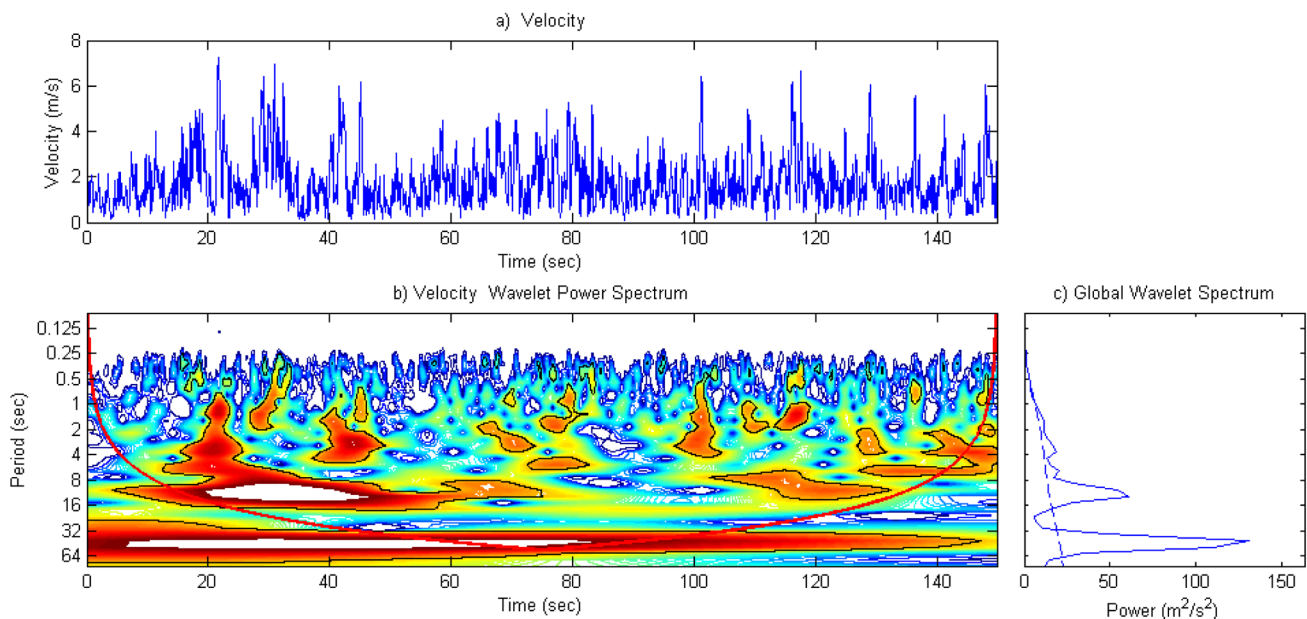 a) Velocity
8
6
4
2
0
Velocity (m/s)
0 20 40 60 80 100 120 140
Time (sec)
b) Velocity Wavelet Power Spectrum
0.125
0.25
0.5
1
2
4
8
16
32
64
Period (sec)
0 20 40 60 80 100 120 140
Time (sec)
c) Global Wavelet Spectrum
0 50 100 150
Power (m²/s²)